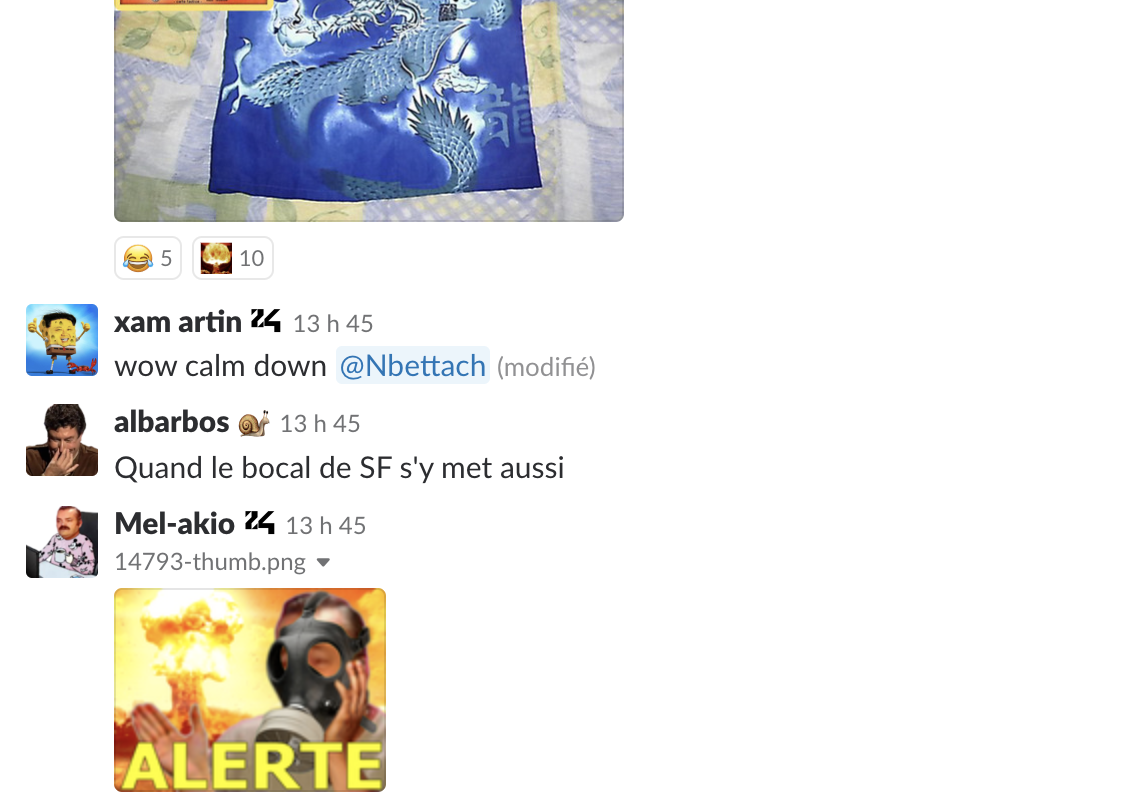 龍
5
10
xam artin 13 h 45
wow calm down @Nbettach (modifié)
albarbos 13 h 45
Quand le bocal de SF s'y met aussi
Mel-akio 13 h 45
14793-thumb.png
ALERTE